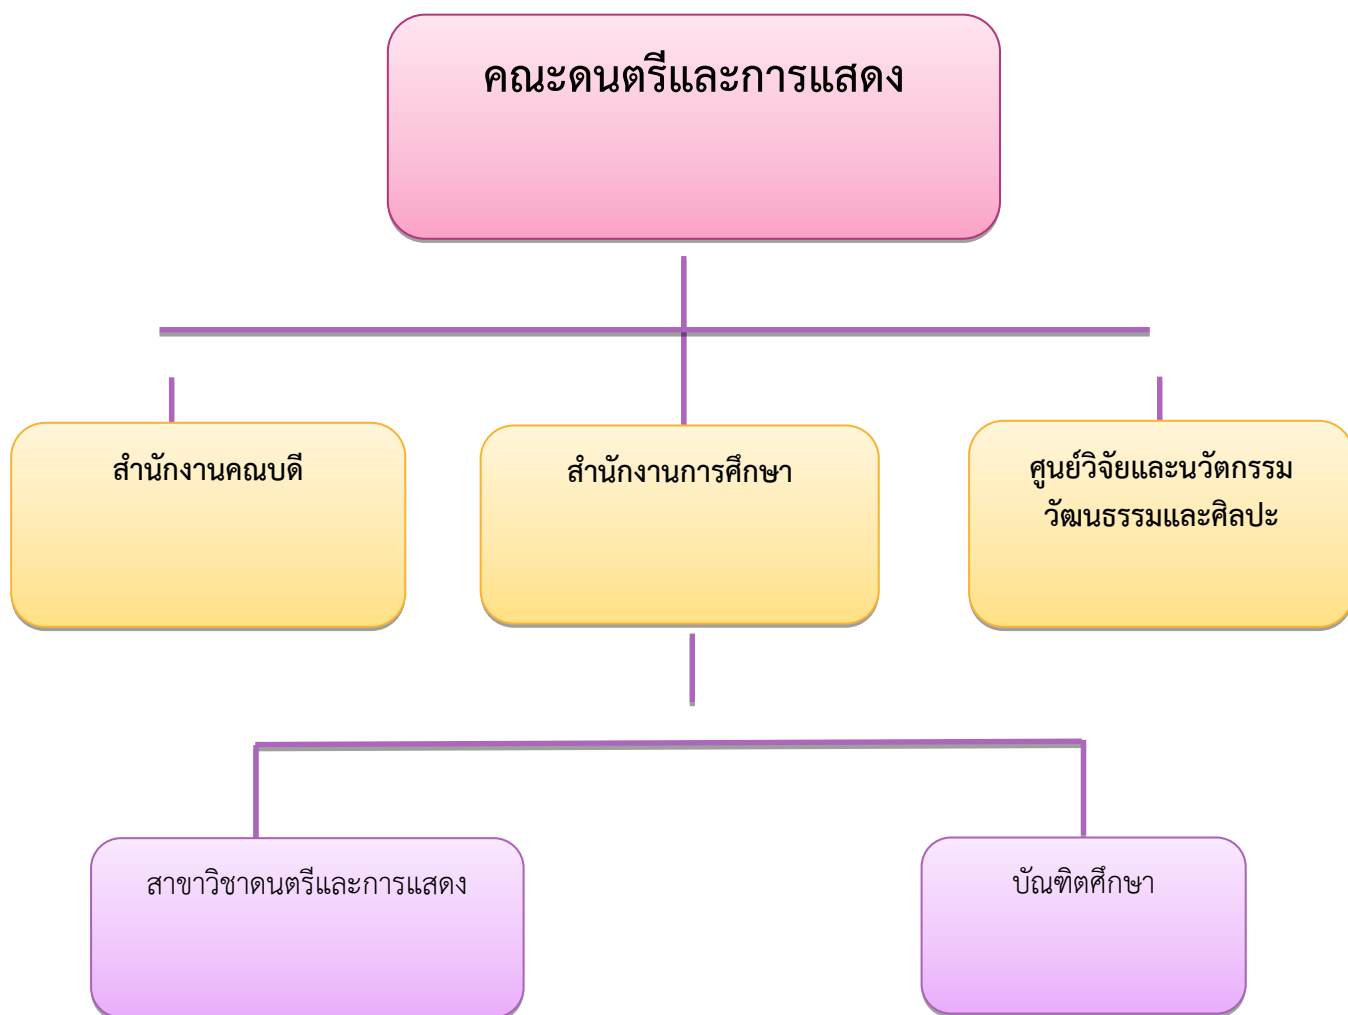 คณะดนตรีและการแสดง
สำนักงานคณบดี
สำนักงานการศึกษา
ศูนย์วิจัยและนวัตกรรม
วัฒนธรรมและศิลปะ
สาขาวิชาดนตรีและการแสดง
บัณฑิตศึกษา